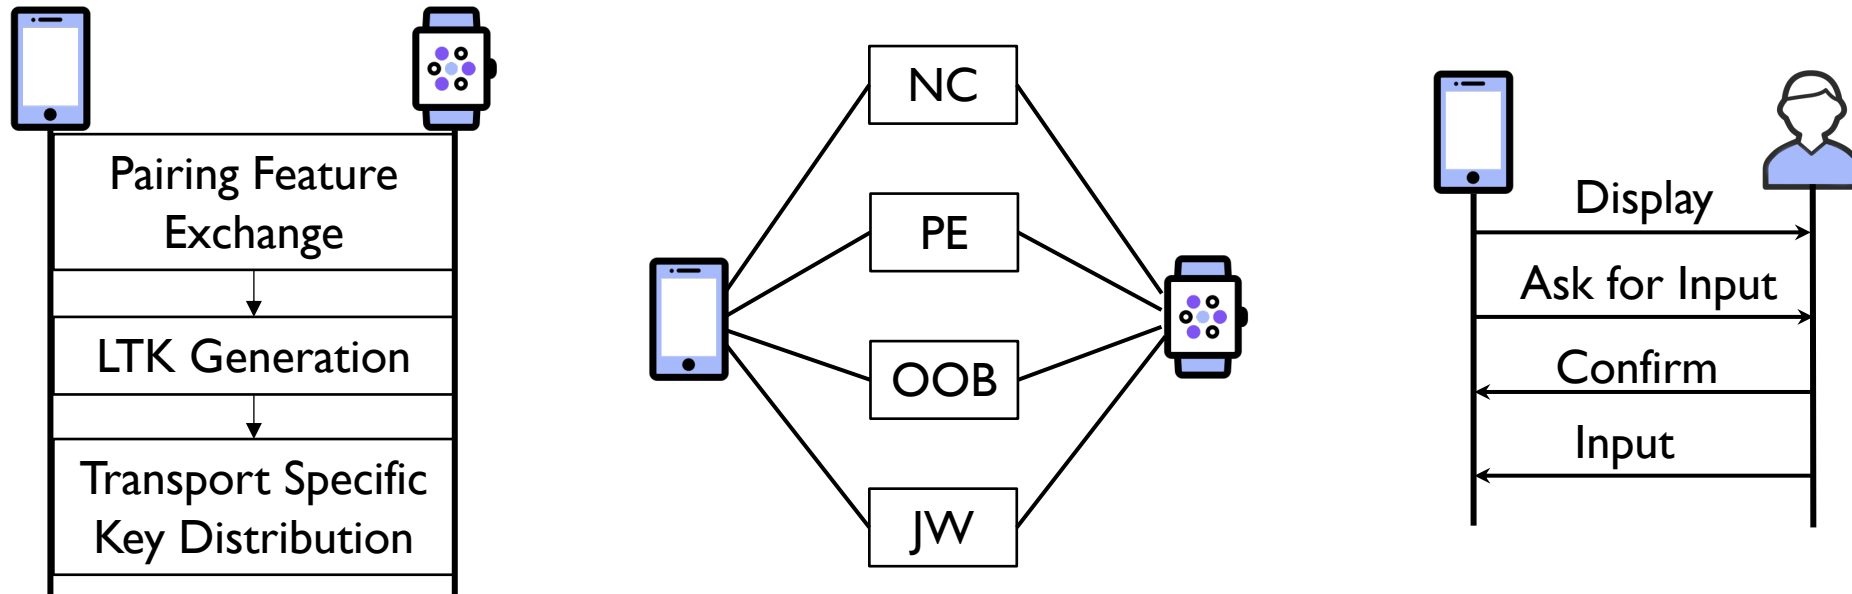 Pairing Feature
Exchange
LTK Generation
Transport Specific
Key Distribution
NC
PE
OOB
JW
Display
Ask for Input
Confirm
Input